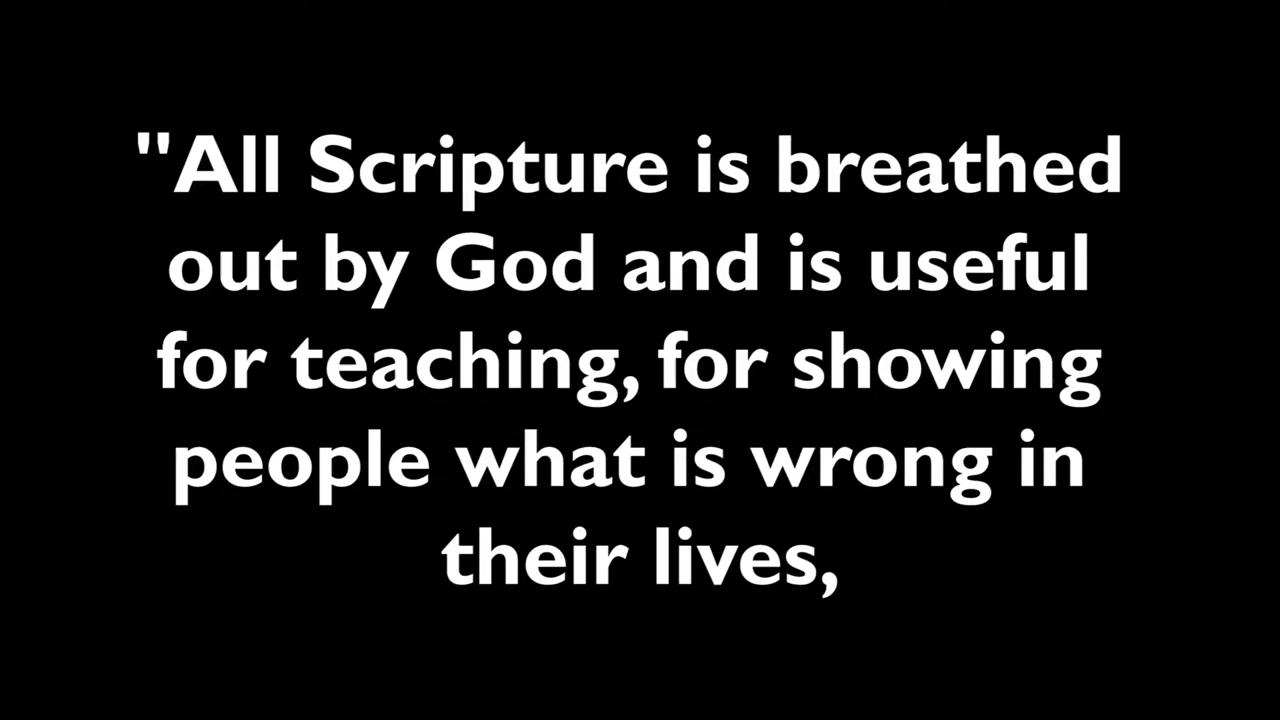 "All Scripture is breathed
out by God and is useful
for teaching, for showing
people what is wrong in
their lives,